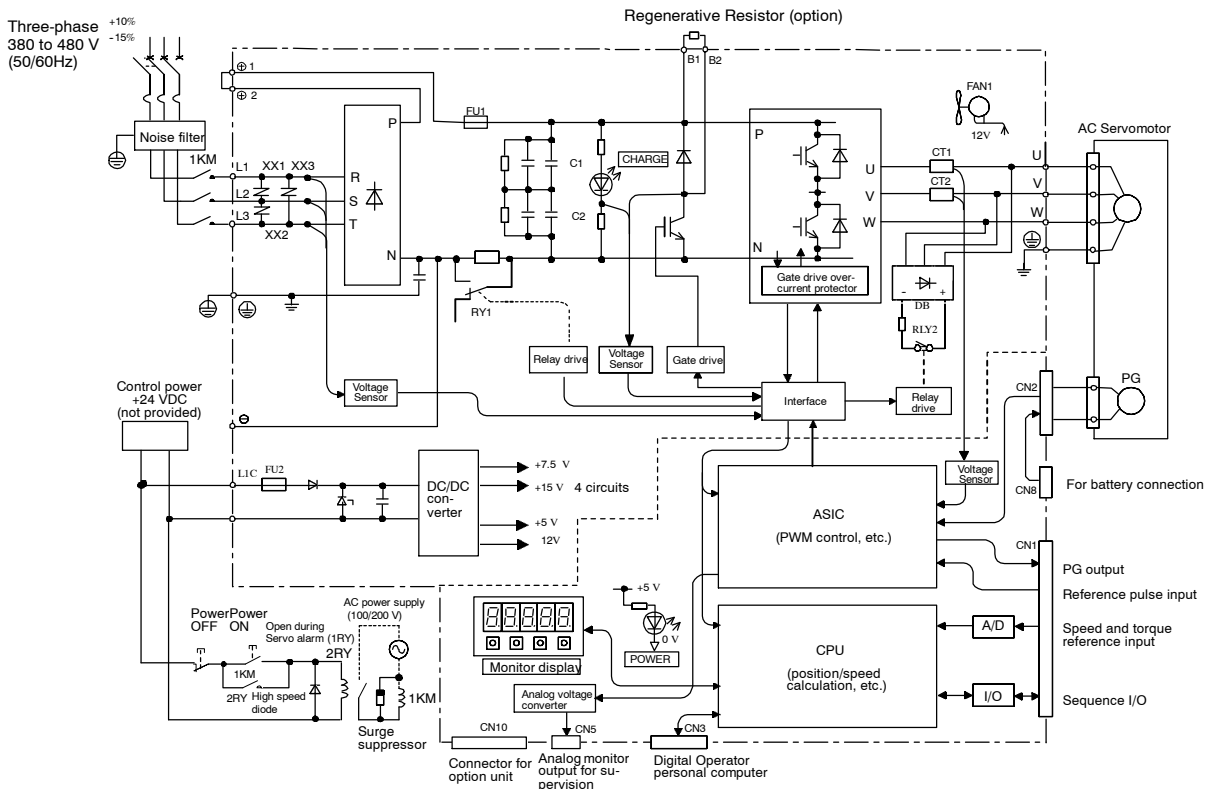 Regenerative Resistor (option)
Three-phase
380 to 480 V
(50/60Hz)
+10%
-15%
⊕ 1
⊕ 2
B1
B2
FAN1
12V
AC Servomotor
FU1
Noise filter
1KM
L1
L2
L3
XX1
XX3
XX2
P
R
S
T
N
C1
C2
CHARGE
P
N
U
V
W
CT1
CT2
U
V
W
Gate drive over-
current protector
DB
-
+
RLY2
RY1
Relay drive
Voltage
Sensor
Gate drive
Interface
Relay
drive
CN2
PG
Control power
+24 VDC
(not provided)
Voltage
Sensor
⊖
L1C
FU2
DC/DC
con-
verter
+7.5 V
+15 V
4 circuits
+5 V
12V
Voltage
Sensor
CN8
For battery connection
ASIC
(PWM control, etc.)
CN1
PG output
Reference pulse input
A/D
Speed and torque
reference input
CPU
(position/speed
calculation, etc.)
I/O
Sequence I/O
8.8.8.8.8.
Monitor display
+5 V
0 V
POWER
Analog voltage
converter
Power
OFF
Power
ON
Open during
Servo alarm (1RY)
2RY
1KM
2RY
High speed
diode
AC power supply
(100/200 V)
1KM
Surge
suppressor
CN10
Connector for
option unit
CN5
Analog monitor
output for su-
pervision
CN3
Digital Operator
personal computer